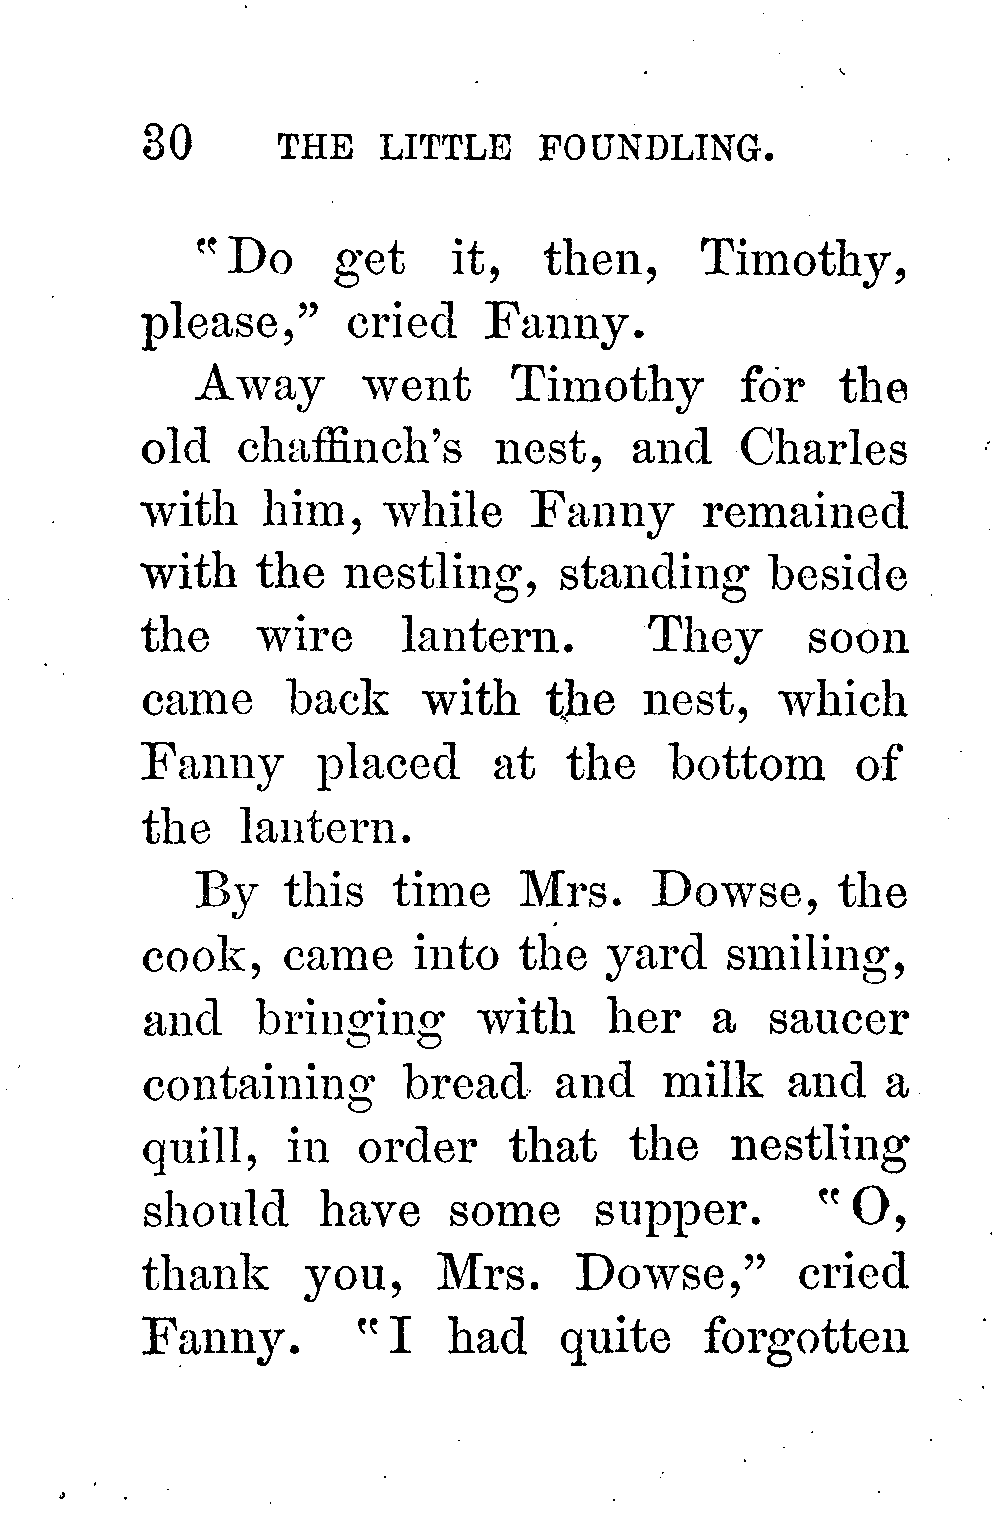 30 THE LITTLE FOUNDLING.
"Do get it, then, Timothy,
please," cried Fanny.
Away went Timothy for the
old chaffinch's nest, and Charles
with him, while Fanny remained
with the nestling, standing beside
the wire lantern. They soon
came back with the nest, which
Fanny placed at the bottom of
the lantern.
By this time Mrs. Dowse, the
cook, came into the yard smiling,
and bringing with her a saucer
containing bread and milk and a
quill, in order that the nestling
should have some supper. "O,
thank you, Mrs. Dowse," cried
Fanny. "I had quite forgotten